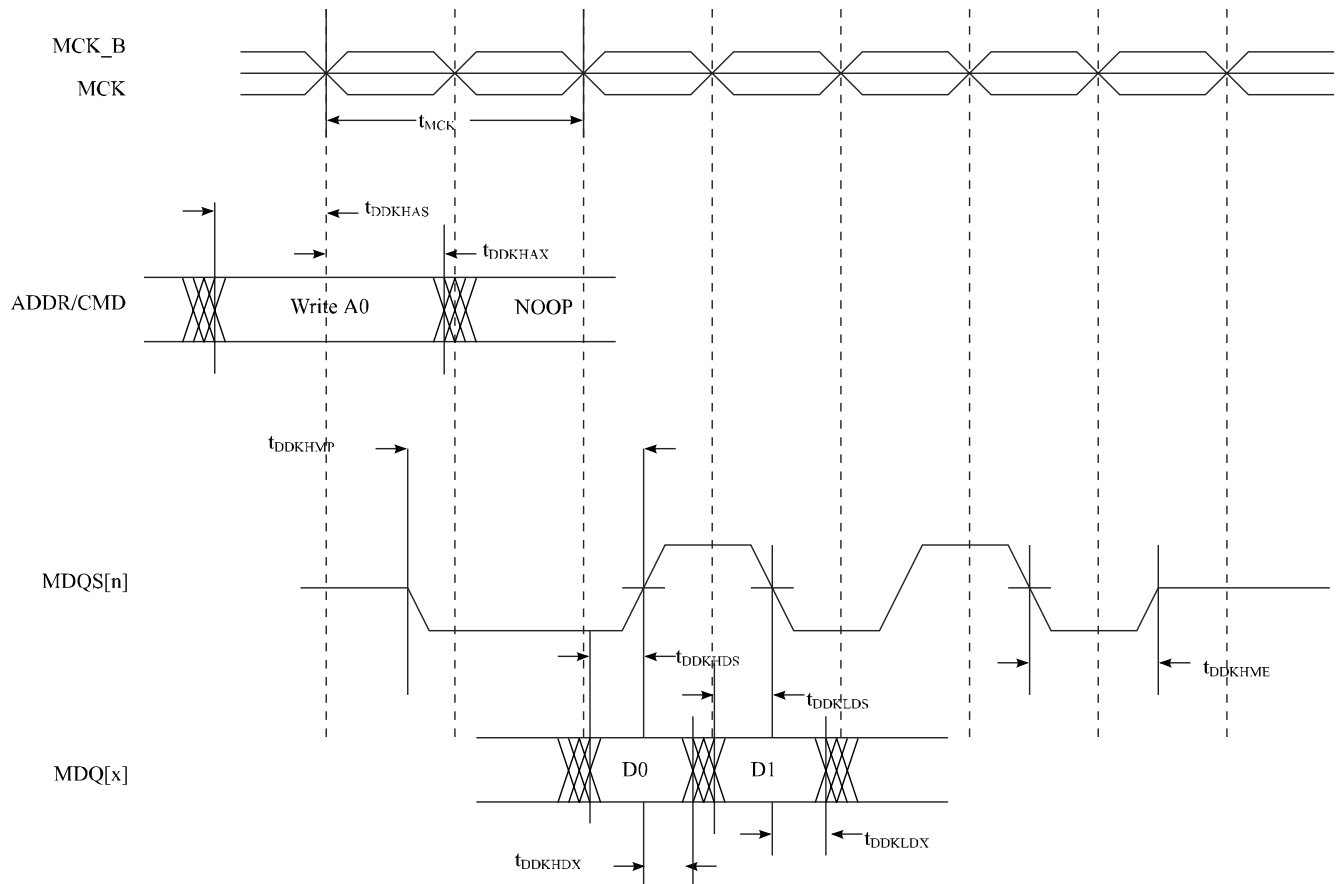 MCK_B
MCK
tMCK
tDDKHAS
tDDKHAX
ADDR/CMD
Write A0
NOOP
tDDKHMP
MDQS[n]
tDDKHDS
tDDKHME
tDDKLDS
MDQ[x]
D0
D1
tDDKLDX
tDDKHDX